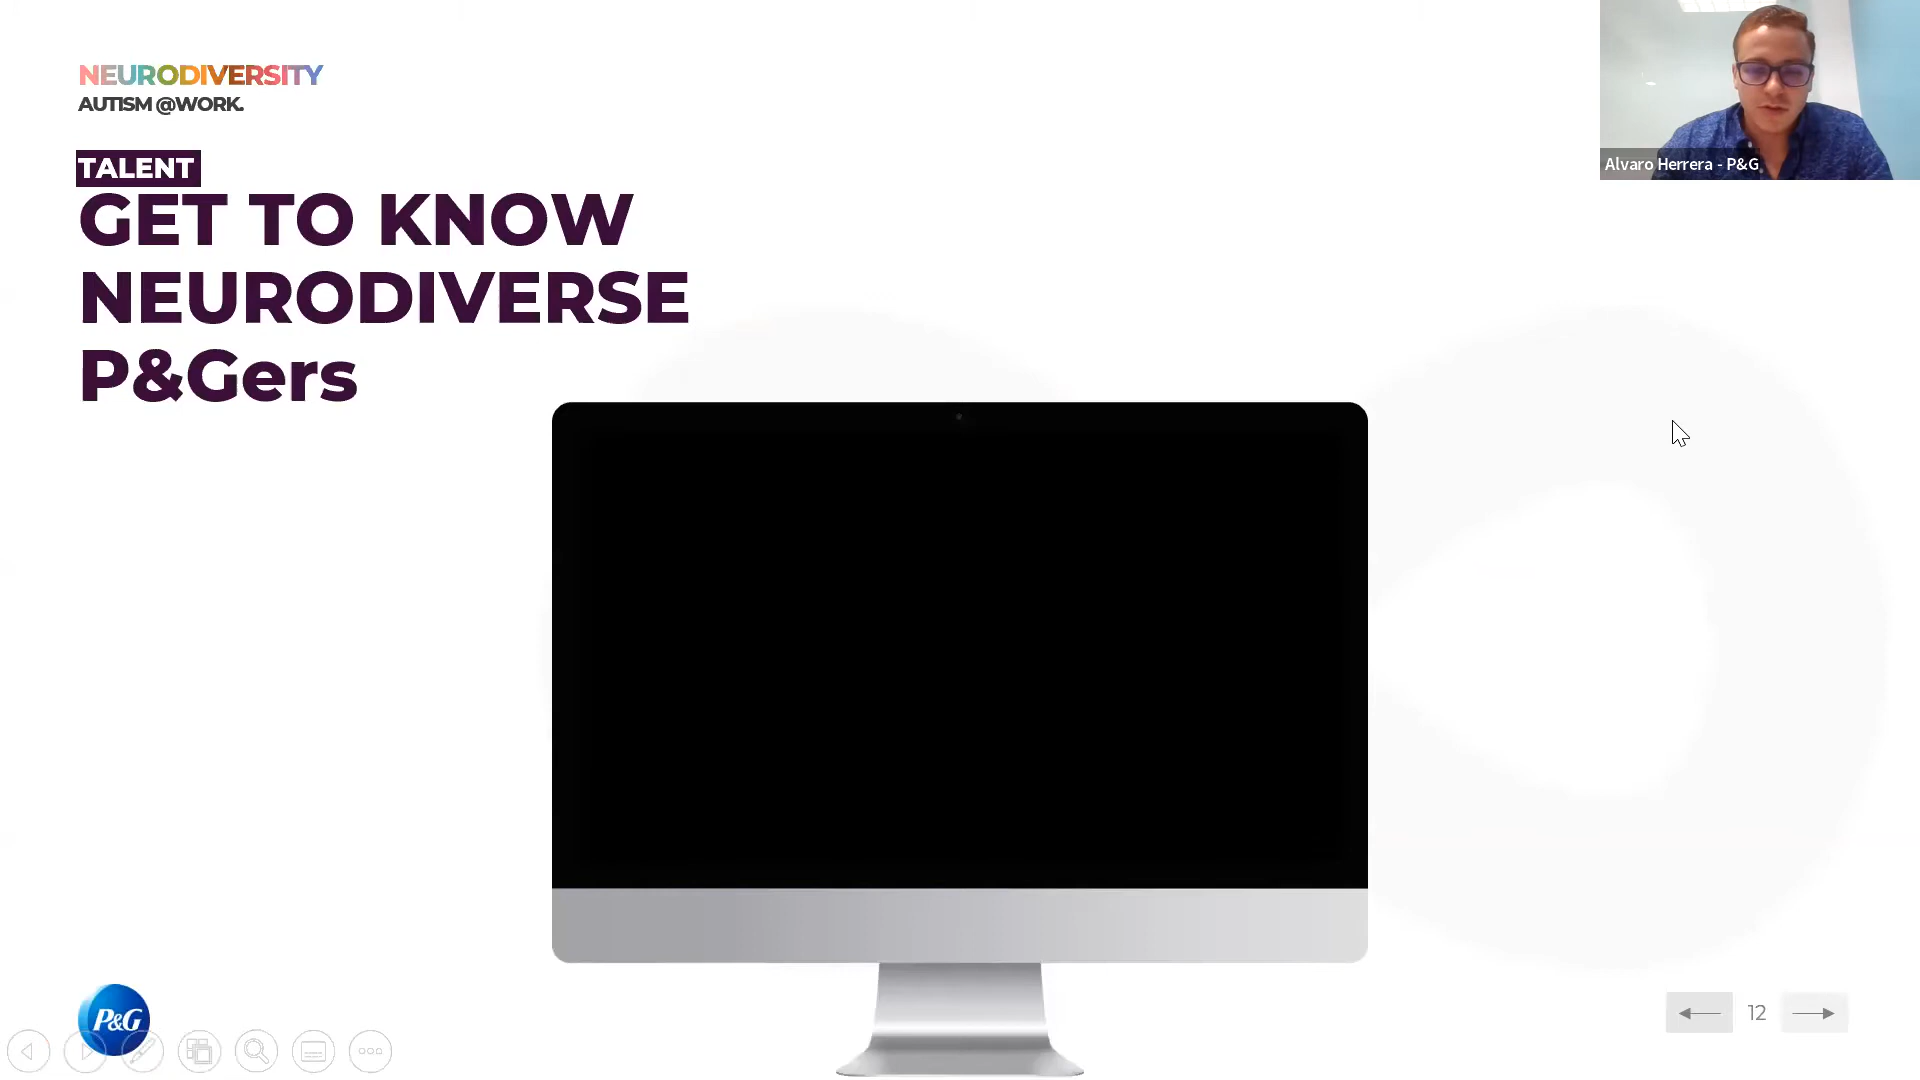 NEURODIVERSITY
AUTISM @WORK.
TALENT
GET TO KNOW
NEURODIVERSE
P&Gers
Alvaro Herrera - P&G
P&G
12